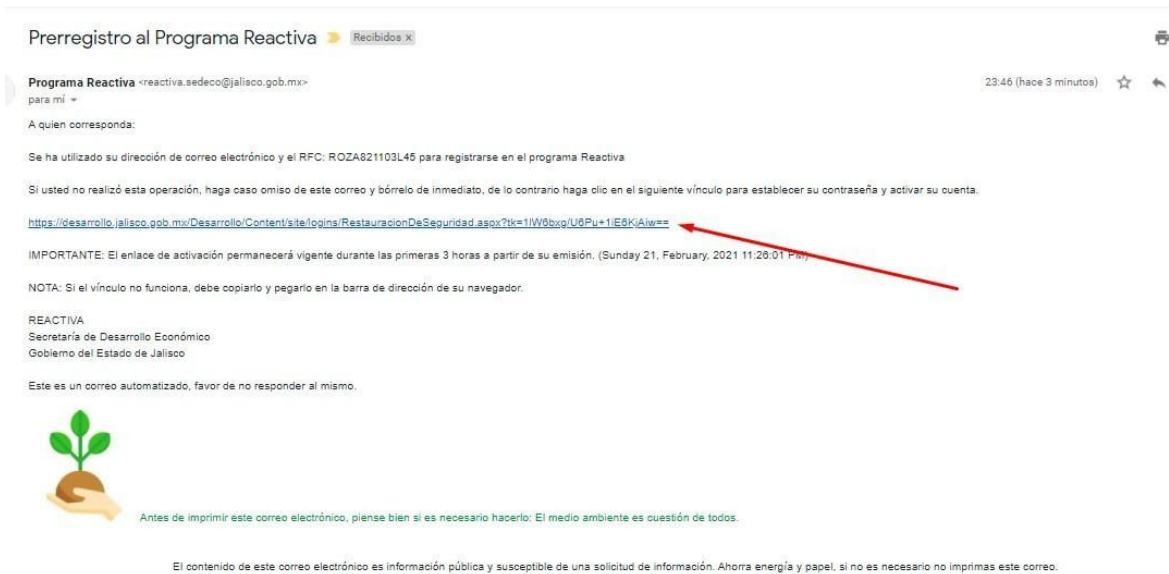 Prerregistro al Programa Reactiva Recibidos x
Programa Reactiva <reactiva.sedeco@jalisco.gob.mx> 23:46 (hace 3 minutos)
para mí
A quien corresponda:
Se ha utilizado su dirección de correo electrónico y el RFC: ROZA821103L45 para registrarse en el programa Reactiva
Si usted no realizó esta operación, haga caso omiso de este correo y bórrelo de inmediato, de lo contrario haga clic en el siguiente vínculo para establecer su contraseña y activar su cuenta.
https://desarrollo.jalisco.gob.mx/Desarrollo/Content/site/logins/RestauracionDeSeguridad.aspx?tk=1IW6bxg/U6Pu+1iE6KjAiw==
IMPORTANTE: El enlace de activación permanecerá vigente durante las primeras 3 horas a partir de su emisión. (Sunday 21, February, 2021 11:26:01 PM)
NOTA: Si el vínculo no funciona, debe copiarlo y pegarlo en la barra de dirección de su navegador.
REACTIVA
Secretaría de Desarrollo Económico
Gobierno del Estado de Jalisco
Este es un correo automatizado, favor de no responder al mismo.
Antes de imprimir este correo electrónico, piense bien si es necesario hacerlo: El medio ambiente es cuestión de todos.
El contenido de este correo electrónico es información pública y susceptible de una solicitud de información. Ahorra energía y papel, si no es necesario no imprimas este correo.